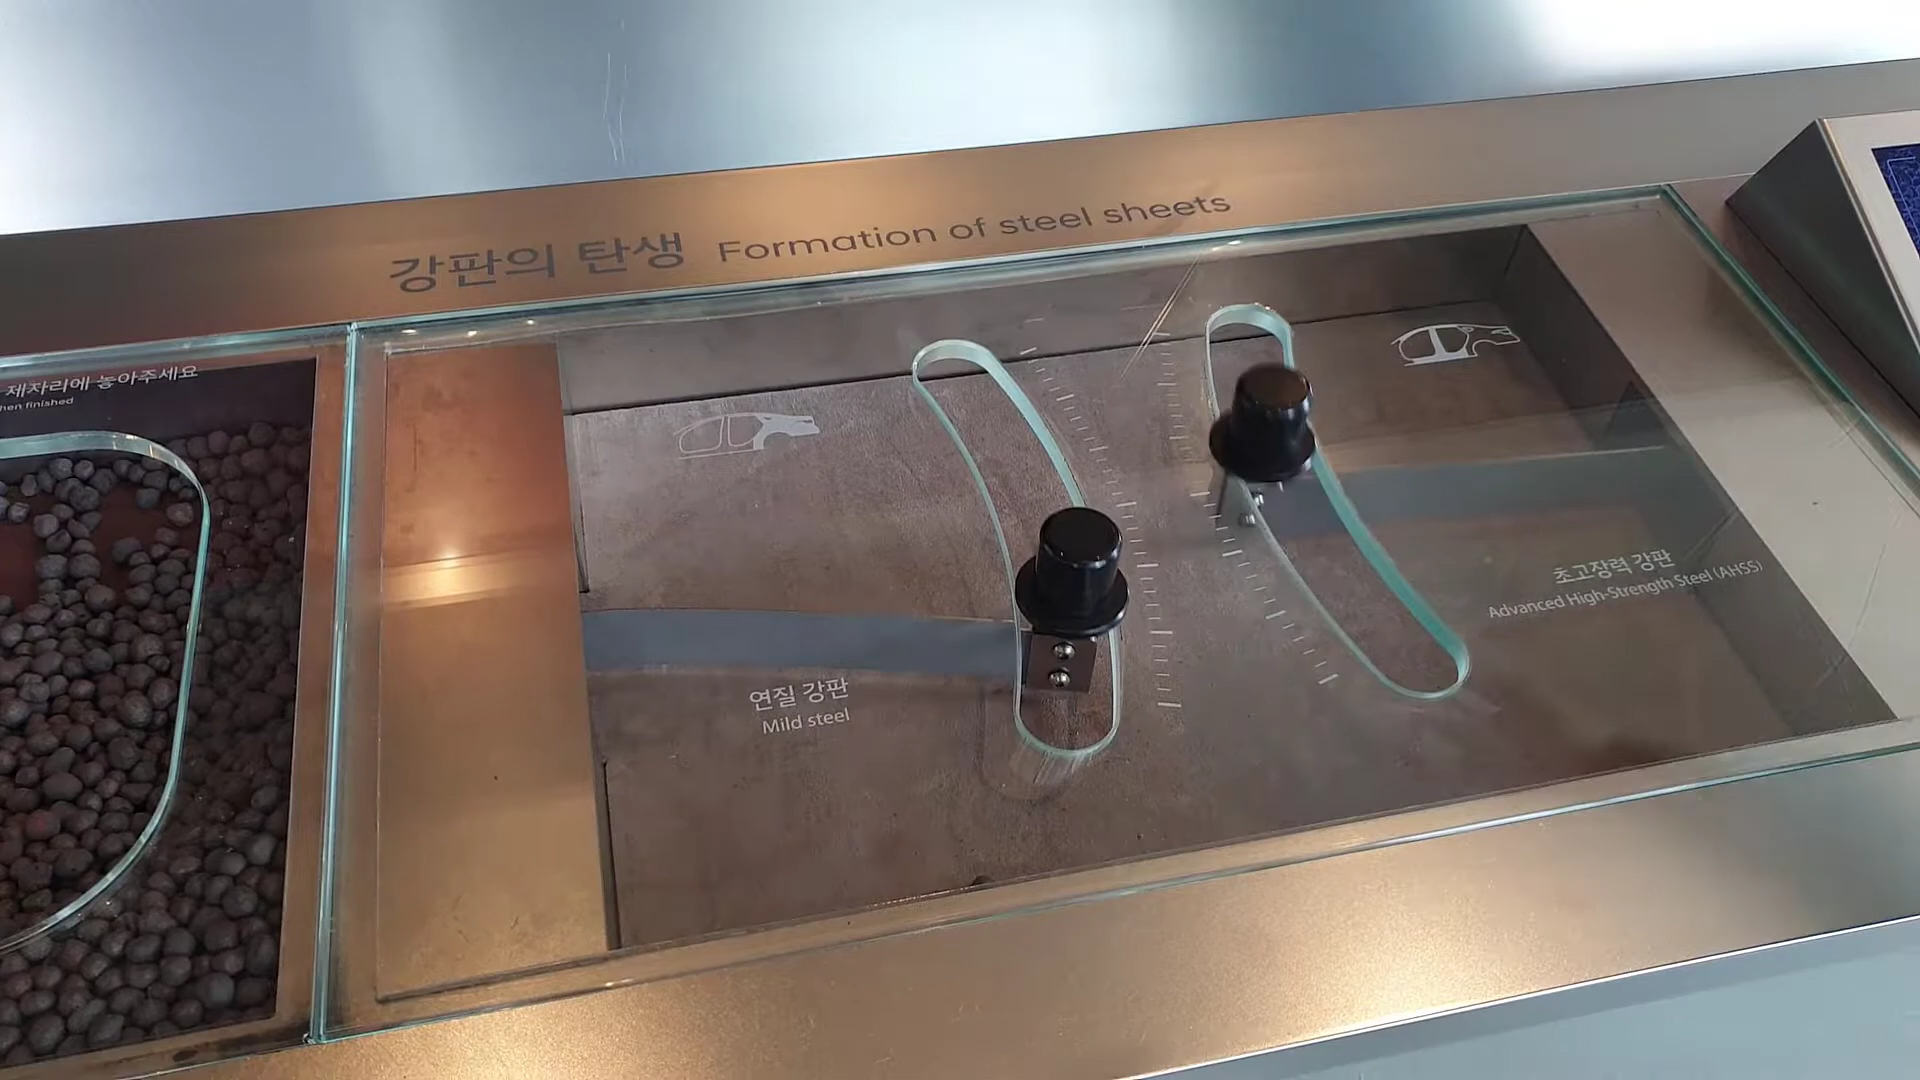 강판의 탄생 Formation of steel sheets
제자리에 놓아주세요
hen finished
연질 강판
Mild steel
초고장력 강판
Advanced High-Strength Steel (AHSS)